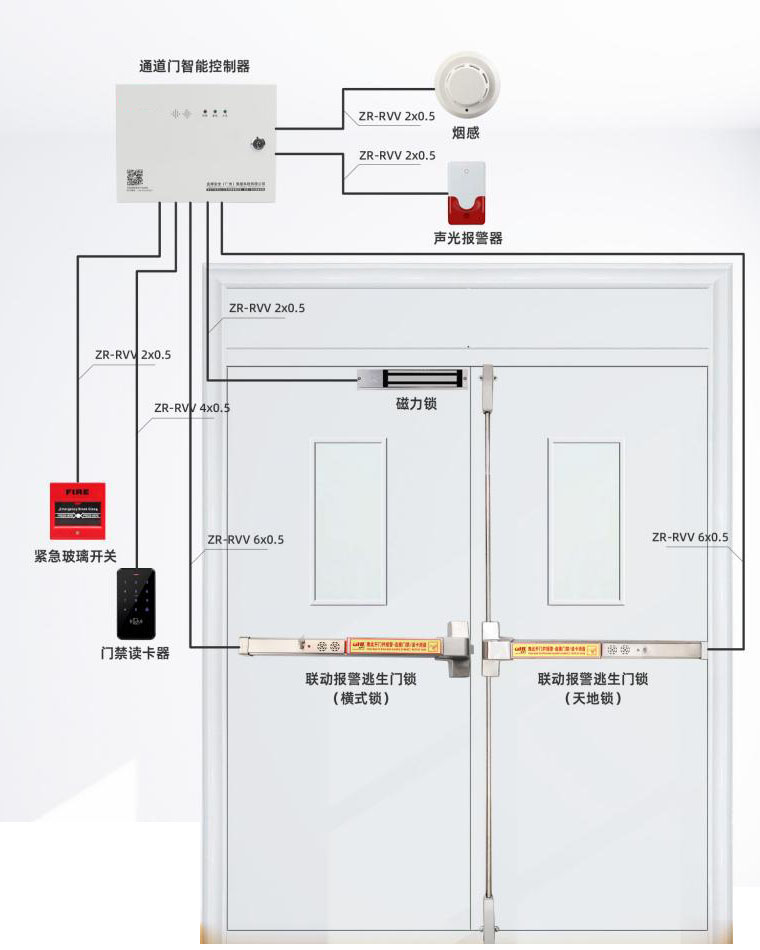 通道门智能控制器
ZR-RVV 2x0.5
烟感
ZR-RVV 2x0.5
声光报警器
ZR-RVV 2x0.5
ZR-RVV 2x0.5
磁力锁
ZR-RVV 4x0.5
FIRE
紧急玻璃开关
ZR-RVV 6x0.5
ZR-RVV 6x0.5
门禁读卡器
联动报警逃生门锁
（横式锁）
联动报警逃生门锁
（天地锁）